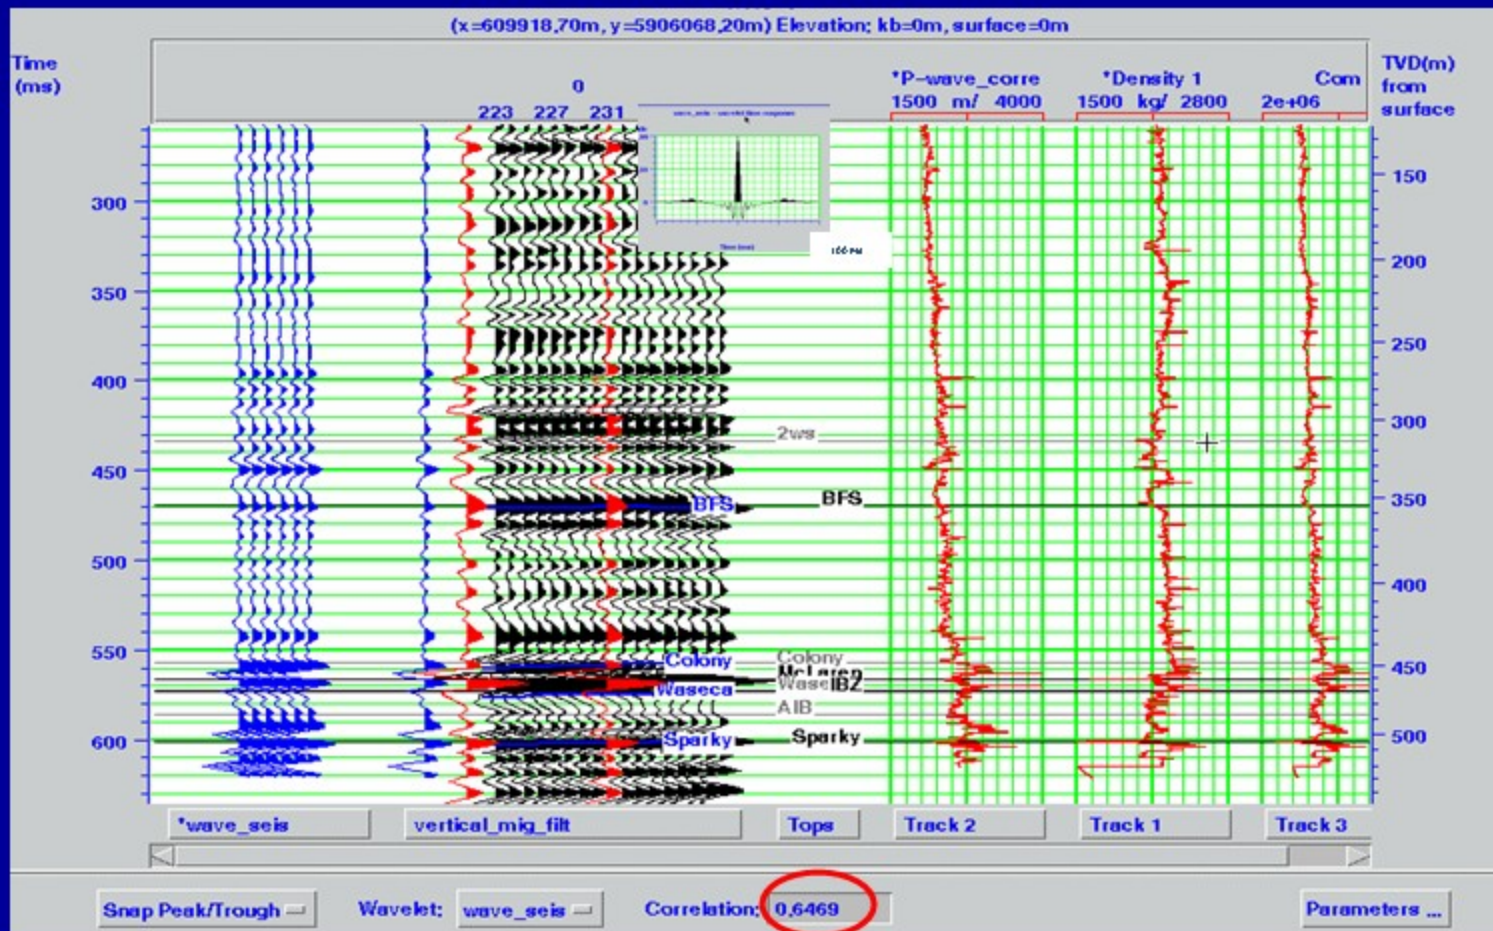 (x=609918,70m, y=5906068,20m) Elevation: kb=0m, surface=0m
Time
(ms)
0
223 227 231
*P-wave_corre
1500 m/ 4000
*Density 1
1500 kg/ 2800
Com
2e+06
TVD(m)
from
surface
300
350
400
450
500
550
600
150
200
250
300
350
400
450
500
2ws
BFS
BFS
Colony
Colony
McLaren
Waseca
IBZ
AIB
Sparky
Sparky
*wave_seis
vertical_mig_filt
Tops
Track 2
Track 1
Track 3
Snap Peak/Trough
Wavelet:
wave_seis
Correlation:
0,6469
Parameters ...